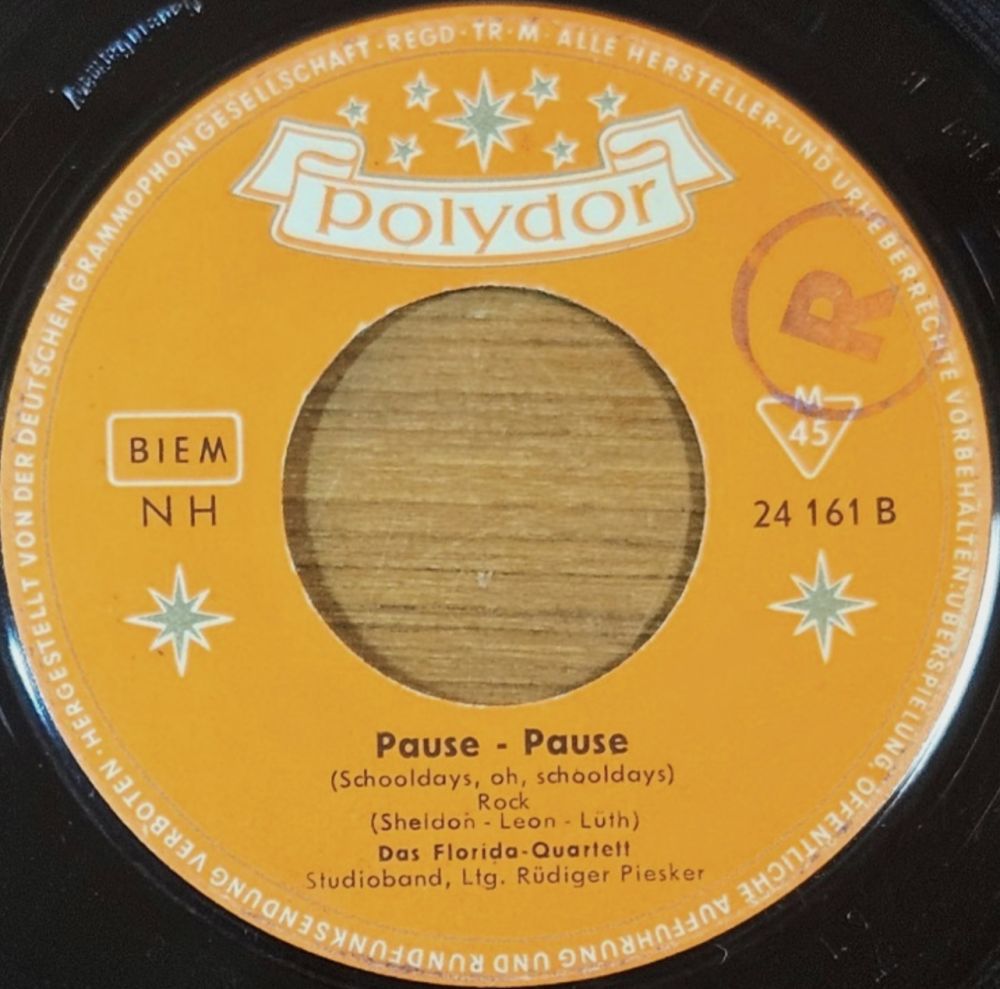 HERGESTELLT VON DER DEUTSCHEN GRAMMOPHON GESELLSCHAFT · REGD · TR · M · ALLE HERSTELLER- UND URHEBERRECHTE VORBEHALTEN: ÜBERSPIELUNG, ÖFFENTLICHE AUFFÜHRUNG UND RUNDFUNKSENDUNG VERBOTEN ·
polydor
R
BIEM
NH
M
45
24 161 B
Pause - Pause
(Schooldays, oh, schooldays)
Rock
(Sheldon - Leon - Lüth)
Das Florida-Quartett
Studioband, Ltg. Rüdiger Piesker